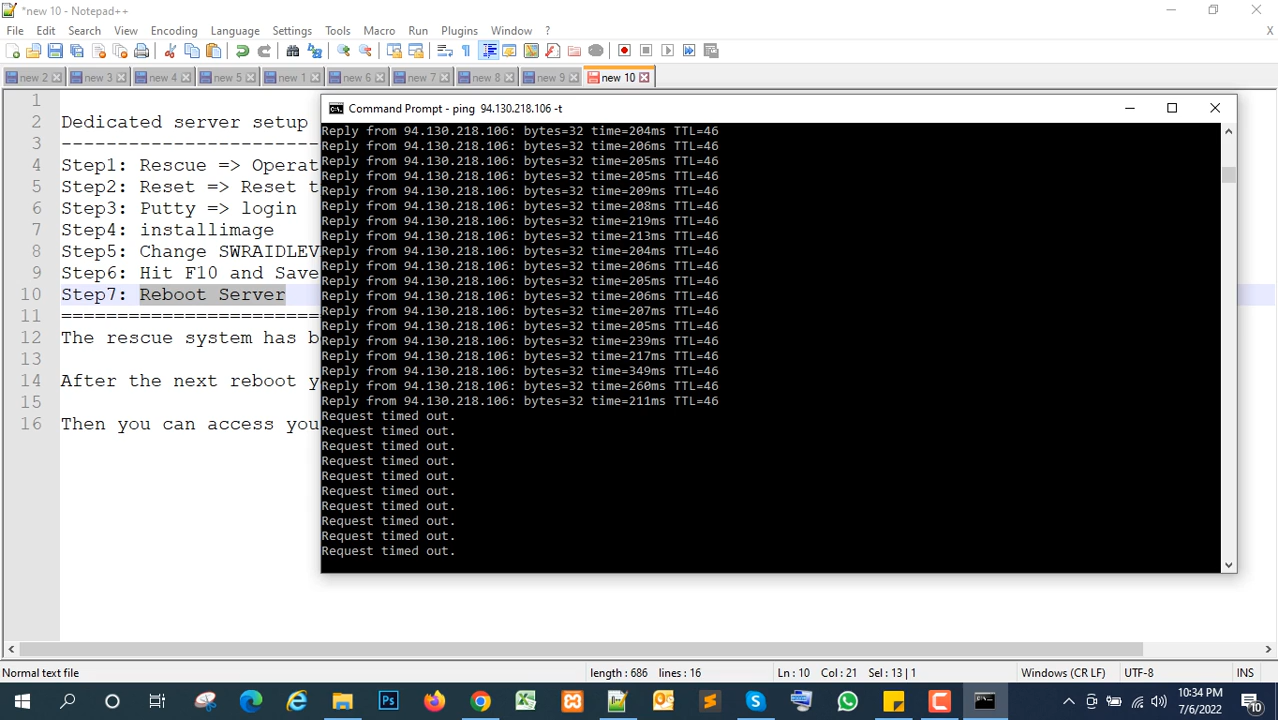 *new 10 - Notepad++
File Edit Search View Encoding Language Settings Tools Macro Run Plugins Window ? X
new 2 new 3 new 4 new 5 new 1 new 6 new 7 new 8 new 9 new 10
1
2 Dedicated server setup
3 -----------------------
4 Step1: Rescue => Operat
5 Step2: Reset => Reset t
6 Step3: Putty => login
7 Step4: installimage
8 Step5: Change SWRAIDLEV
9 Step6: Hit F10 and Save
10 Step7: Reboot Server
11 =======================
12 The rescue system has b
13
14 After the next reboot y
15
16 Then you can access you
Command Prompt - ping  94.130.218.106 -t
Reply from 94.130.218.106: bytes=32 time=204ms TTL=46
Reply from 94.130.218.106: bytes=32 time=206ms TTL=46
Reply from 94.130.218.106: bytes=32 time=205ms TTL=46
Reply from 94.130.218.106: bytes=32 time=205ms TTL=46
Reply from 94.130.218.106: bytes=32 time=209ms TTL=46
Reply from 94.130.218.106: bytes=32 time=208ms TTL=46
Reply from 94.130.218.106: bytes=32 time=219ms TTL=46
Reply from 94.130.218.106: bytes=32 time=213ms TTL=46
Reply from 94.130.218.106: bytes=32 time=204ms TTL=46
Reply from 94.130.218.106: bytes=32 time=206ms TTL=46
Reply from 94.130.218.106: bytes=32 time=205ms TTL=46
Reply from 94.130.218.106: bytes=32 time=206ms TTL=46
Reply from 94.130.218.106: bytes=32 time=207ms TTL=46
Reply from 94.130.218.106: bytes=32 time=205ms TTL=46
Reply from 94.130.218.106: bytes=32 time=239ms TTL=46
Reply from 94.130.218.106: bytes=32 time=217ms TTL=46
Reply from 94.130.218.106: bytes=32 time=349ms TTL=46
Reply from 94.130.218.106: bytes=32 time=260ms TTL=46
Reply from 94.130.218.106: bytes=32 time=211ms TTL=46
Request timed out.
Request timed out.
Request timed out.
Request timed out.
Request timed out.
Request timed out.
Request timed out.
Request timed out.
Request timed out.
Request timed out.
Normal text file length : 686 lines : 16 Ln : 10 Col : 21 Sel : 13 | 1 Windows (CR LF) UTF-8 INS
10:34 PM
7/6/2022
10